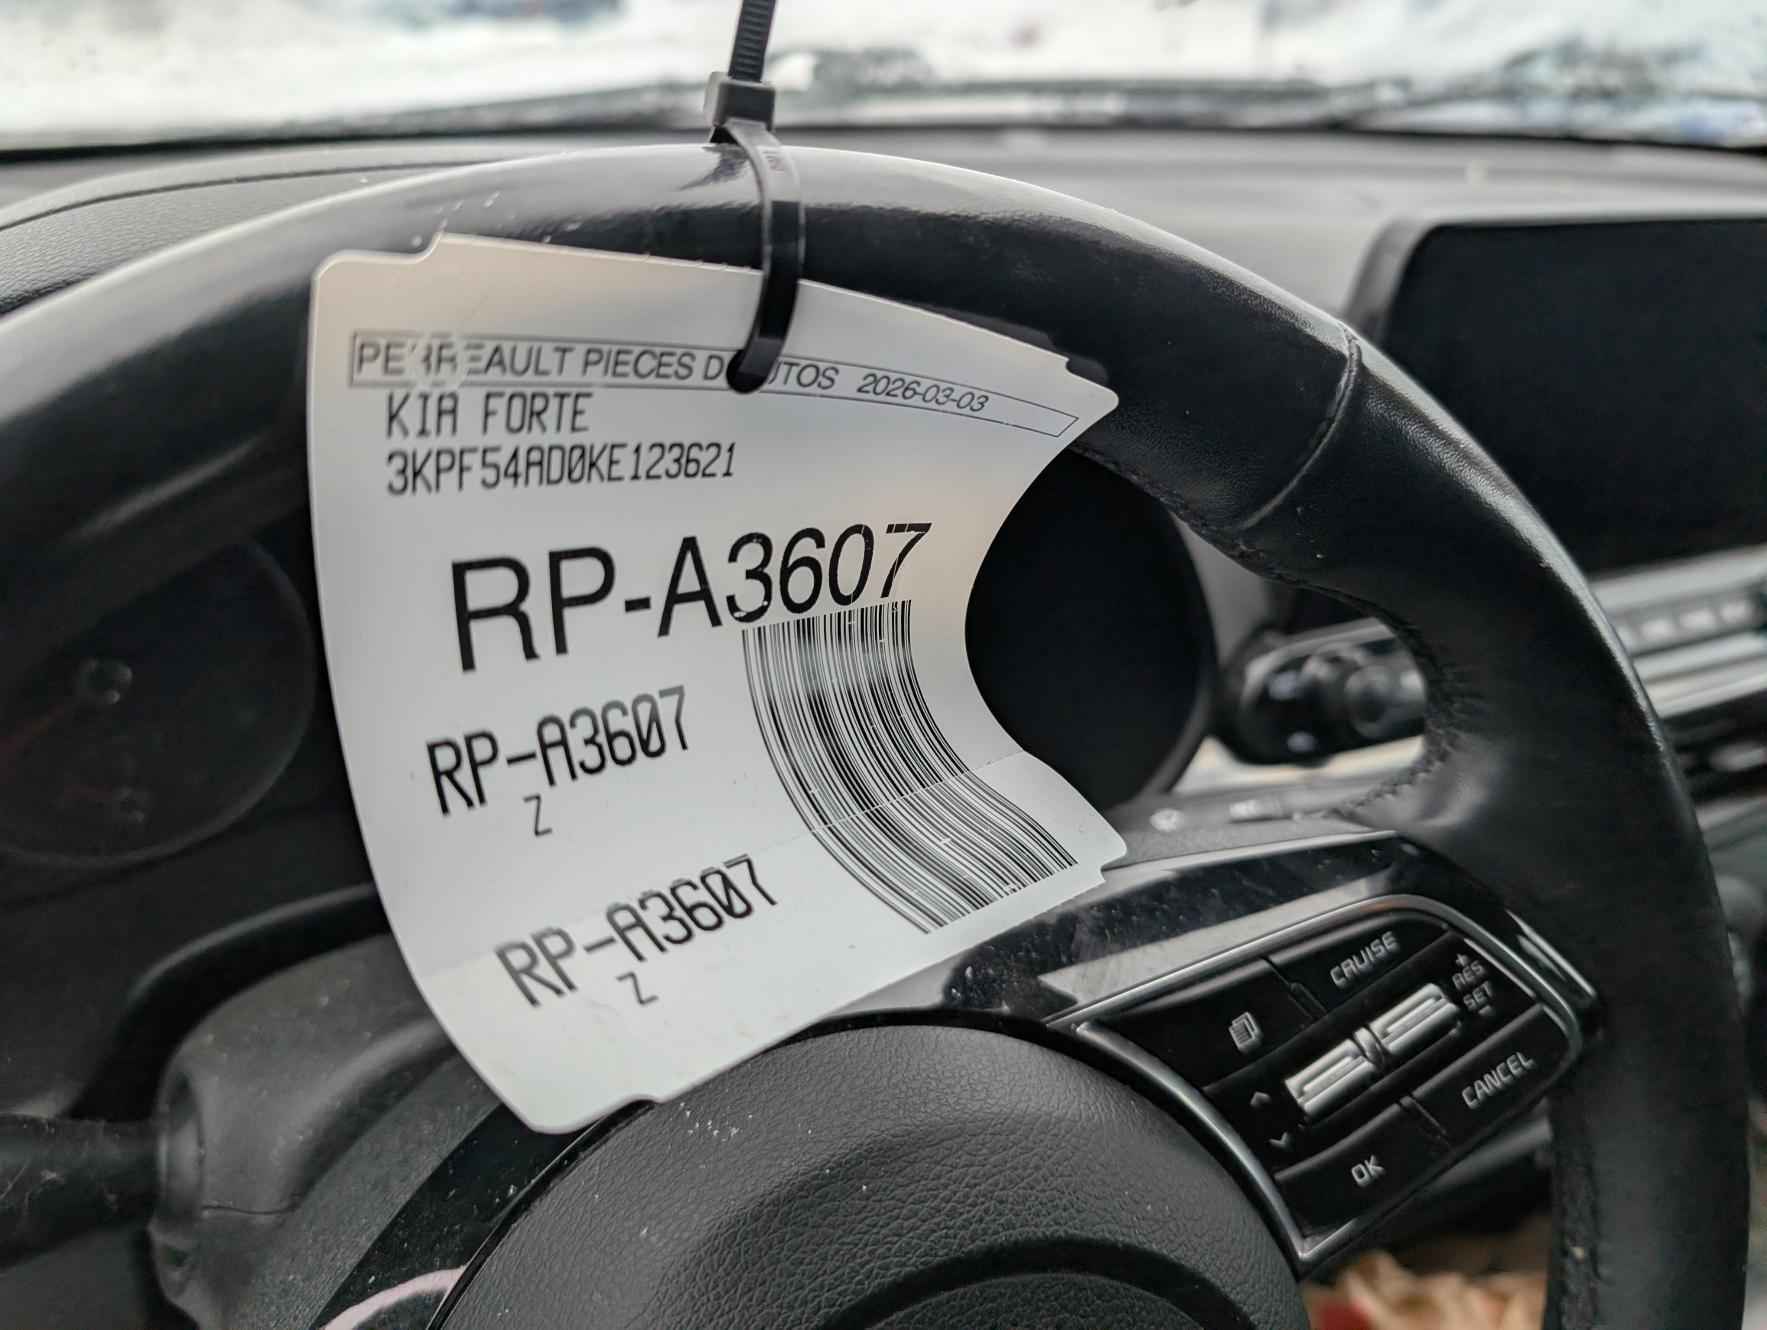 PERREAULT PIECES D'AUTOS 2026-03-03
KIA FORTE
3KPF54AD0KE123621
RP-A3607
RP-A3607
Z
RP-A3607
Z
CRUISE
RES
SET
CANCEL
OK